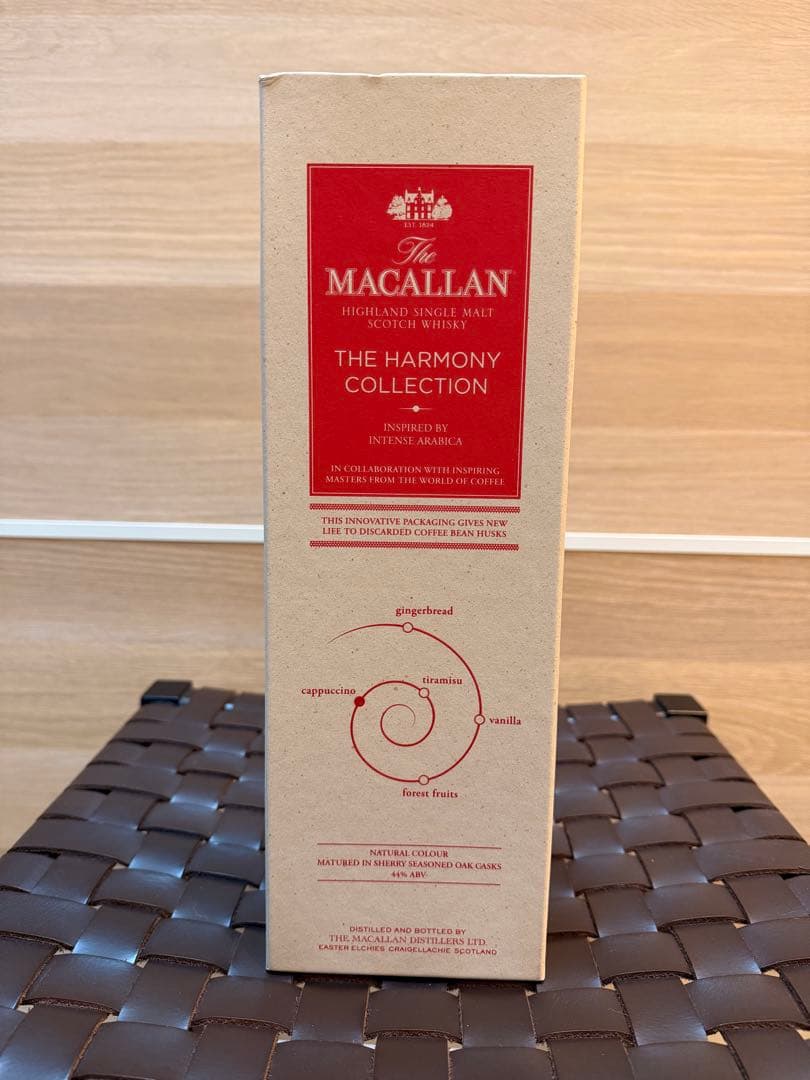 EST. 1824
The
MACALLAN
HIGHLAND SINGLE MALT
SCOTCH WHISKY
THE HARMONY
COLLECTION
INSPIRED BY
INTENSE ARABICA
IN COLLABORATION WITH INSPIRING
MASTERS FROM THE WORLD OF COFFEE
THIS INNOVATIVE PACKAGING GIVES NEW
LIFE TO DISCARDED COFFEE BEAN HUSKS
gingerbread
tiramisu
cappuccino
vanilla
forest fruits
NATURAL COLOUR
MATURED IN SHERRY SEASONED OAK CASKS
44% ABV
DISTILLED AND BOTTLED BY
THE MACALLAN DISTILLERS LTD.
EASTER ELCHIES CRAIGELLACHIE SCOTLAND